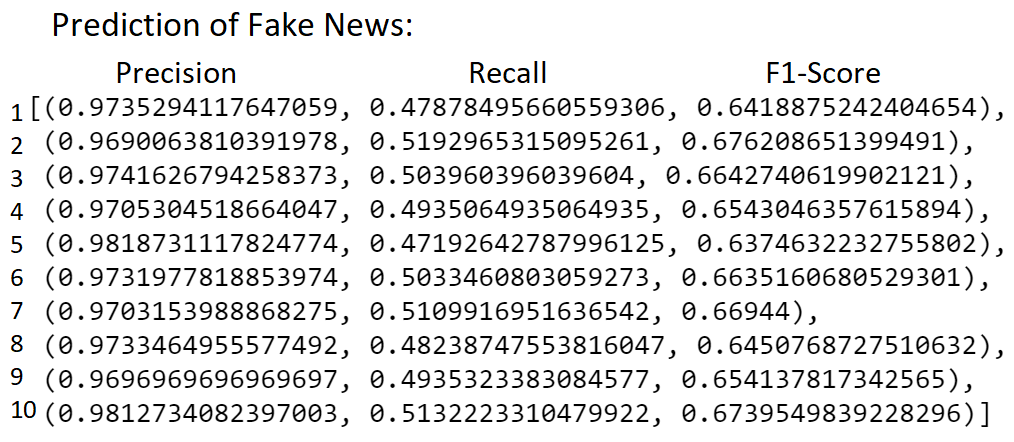 Prediction of Fake News:
Precision Recall F1-Score
1 [(0.9735294117647059, 0.47878495660559306, 0.6418875242404654),
2 (0.9690063810391978, 0.5192965315095261, 0.676208651399491),
3 (0.9741626794258373, 0.503960396039604, 0.6642740619902121),
4 (0.9705304518664047, 0.4935064935064935, 0.6543046357615894),
5 (0.9818731117824774, 0.47192642787996125, 0.6374632232755802),
6 (0.9731977818853974, 0.5033460803059273, 0.6635160680529301),
7 (0.9703153988868275, 0.5109916951636542, 0.66944),
8 (0.9733464955577492, 0.48238747553816047, 0.6450768727510632),
9 (0.9696969696969697, 0.4935323383084577, 0.654137817342565),
10 (0.9812734082397003, 0.5132223310479922, 0.6739549839228296)]